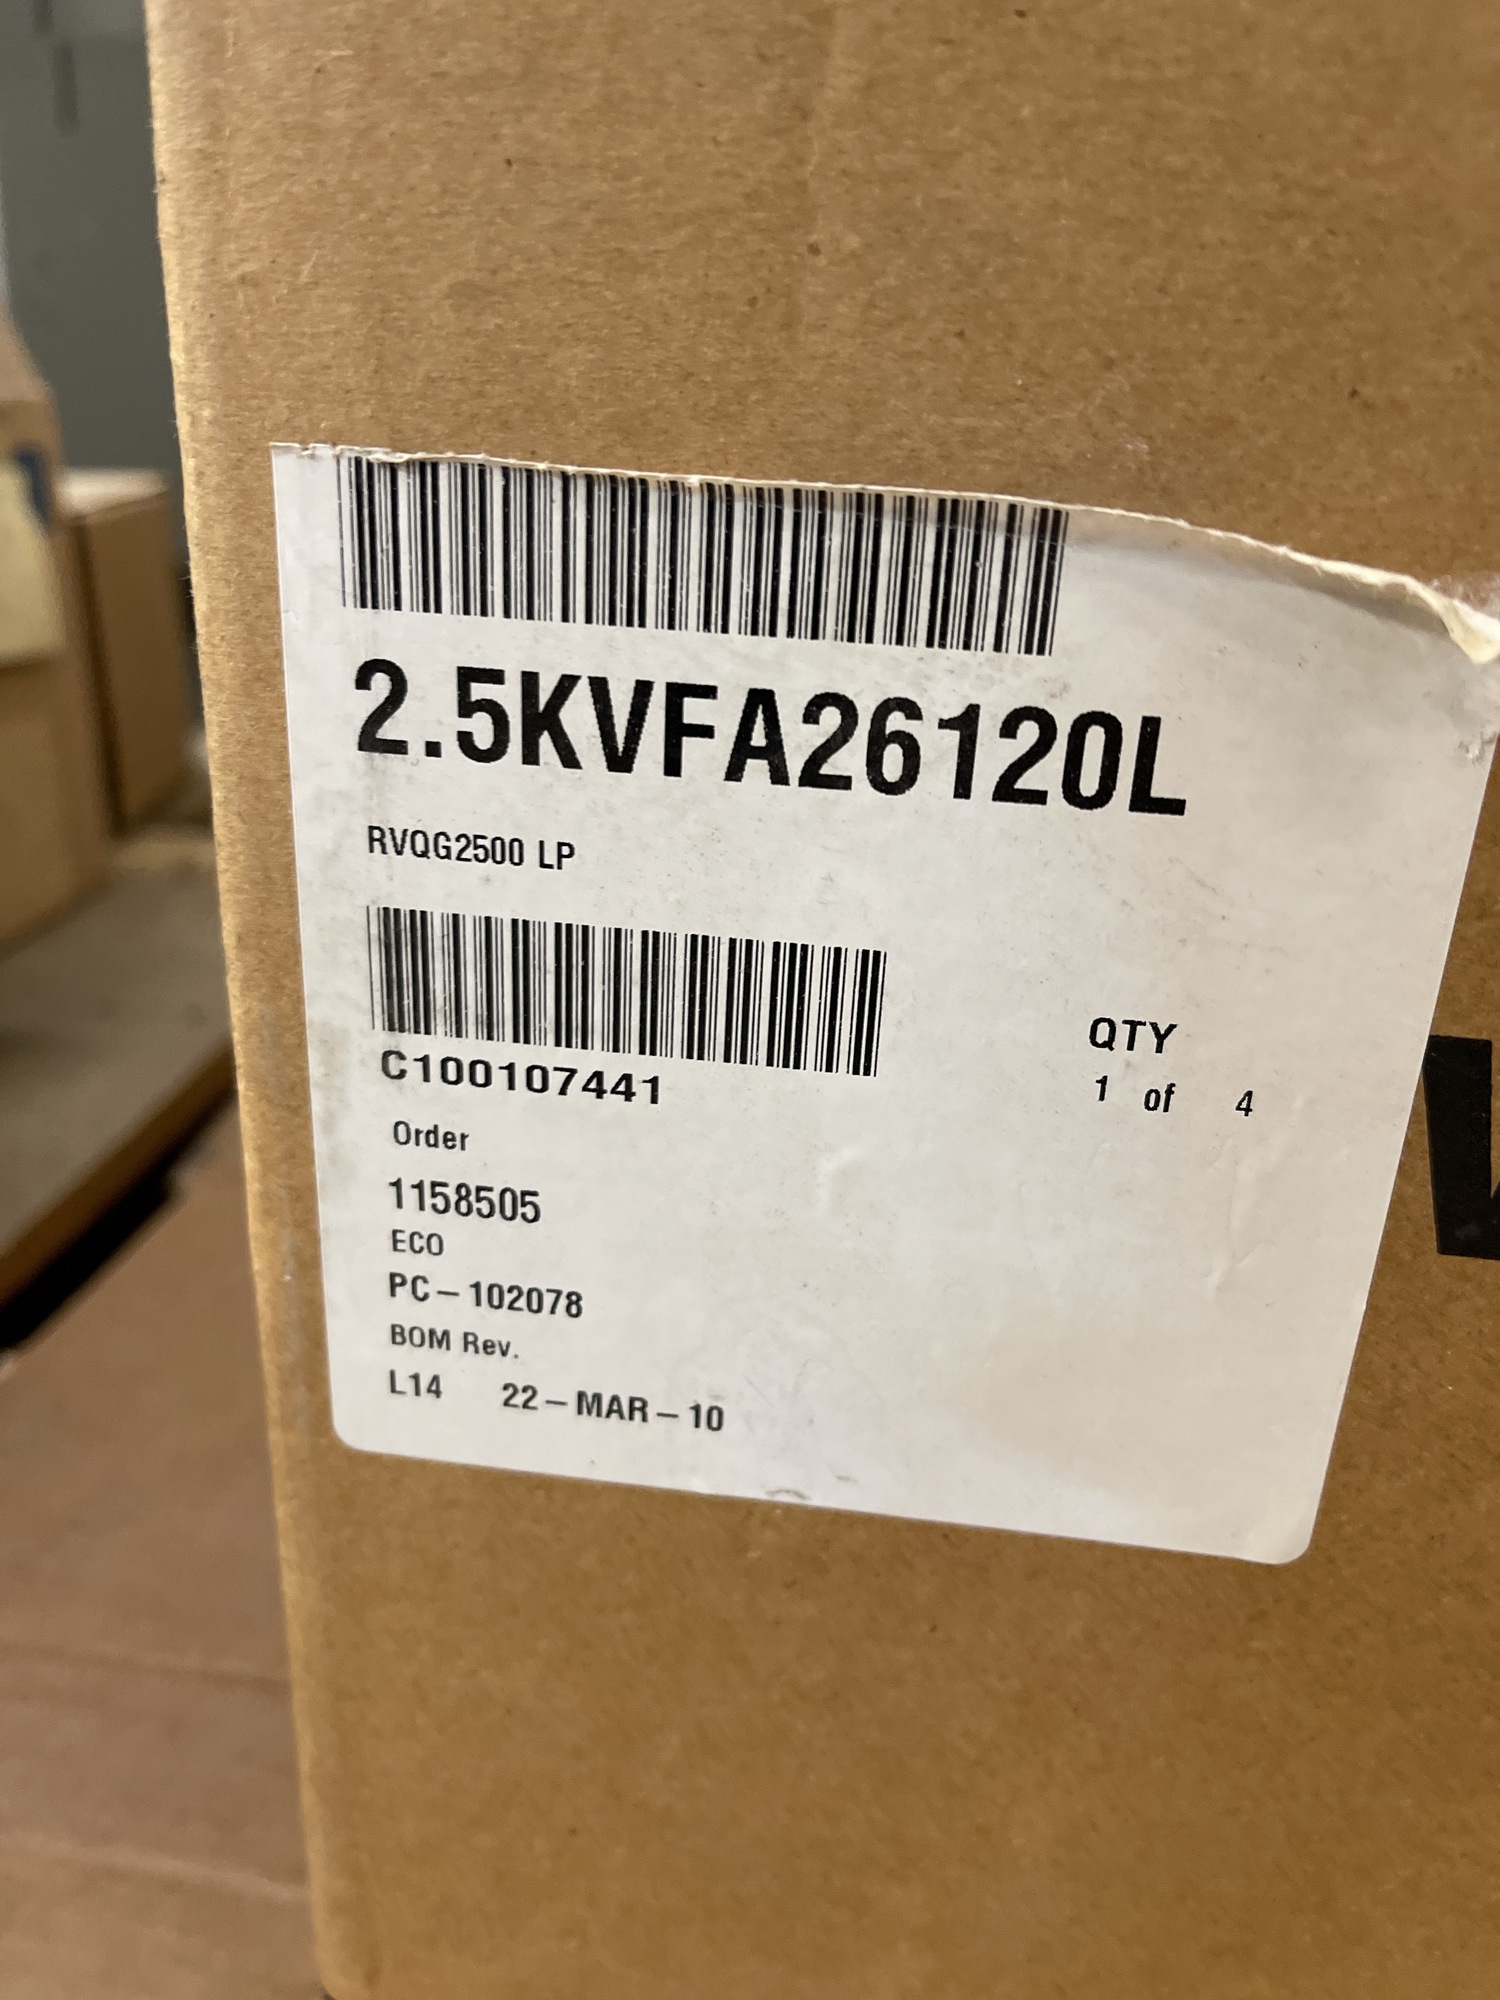 2.5KVFA26120L
RVQG2500 LP
C100107441
QTY
1 of 4
Order
1158505
ECO
PC-102078
BOM Rev.
L14 22-MAR-10